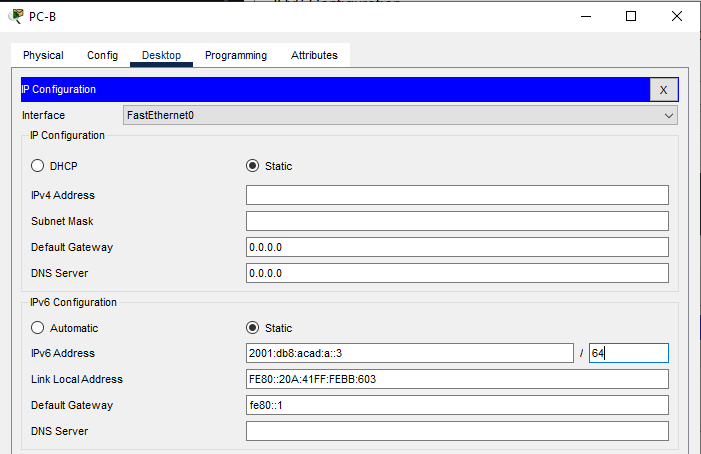 PC-B
Physical Config Desktop Programming Attributes
IP Configuration X
Interface FastEthernet0
IP Configuration
DHCP Static
IPv4 Address
Subnet Mask
Default Gateway 0.0.0.0
DNS Server 0.0.0.0
IPv6 Configuration
Automatic Static
IPv6 Address 2001:db8:acad:a::3 / 64
Link Local Address FE80::20A:41FF:FEBB:603
Default Gateway fe80::1
DNS Server